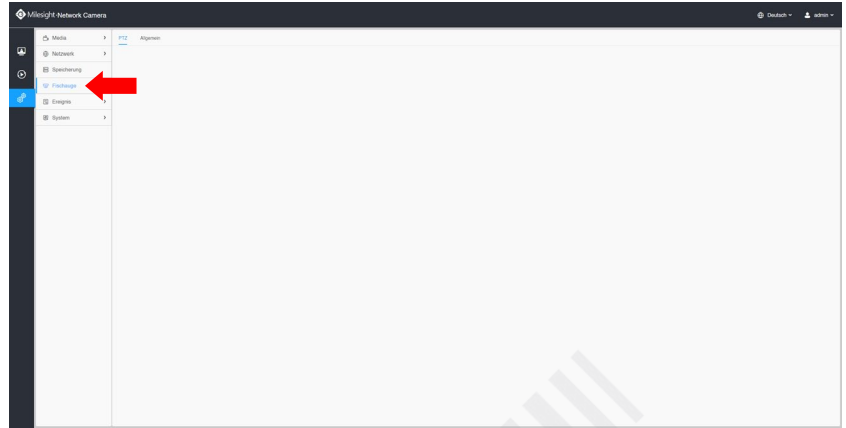 Milesight-Network Camera
Deutsch
admin
Media
Netzwerk
Speicherung
Fischauge
Ereignis
System
PTZ Allgemein